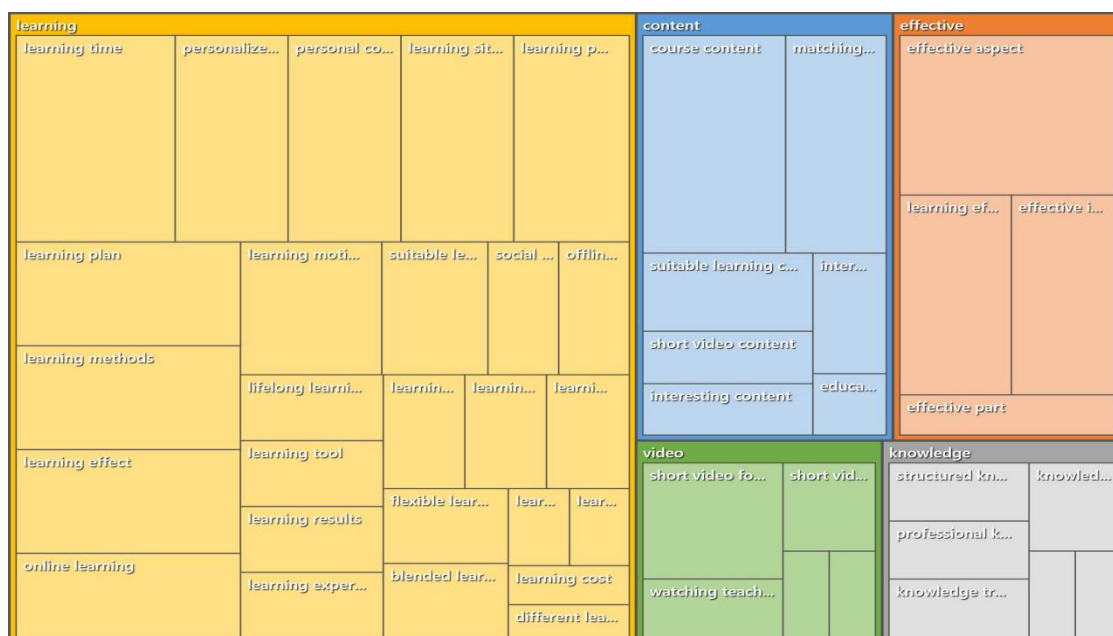 learning
learning time
personalize...
personal co...
learning sit...
learning p...
learning plan
learning methods
learning effect
online learning
learning moti...
suitable le...
social ...
offlin...
lifelong learni...
learning tool
learning results
learning exper...
learnin...
learnin...
learni...
flexible lear...
lear...
lear...
blended lear...
learning cost
different lea...
content
course content
matching...
suitable learning c...
short video content
interesting content
inter...
educa...
effective
effective aspect
learning ef...
effective i...
effective part
video
short video fo...
short vid...
watching teach...
knowledge
structured kn...
professional k...
knowledge tr...
knowled...